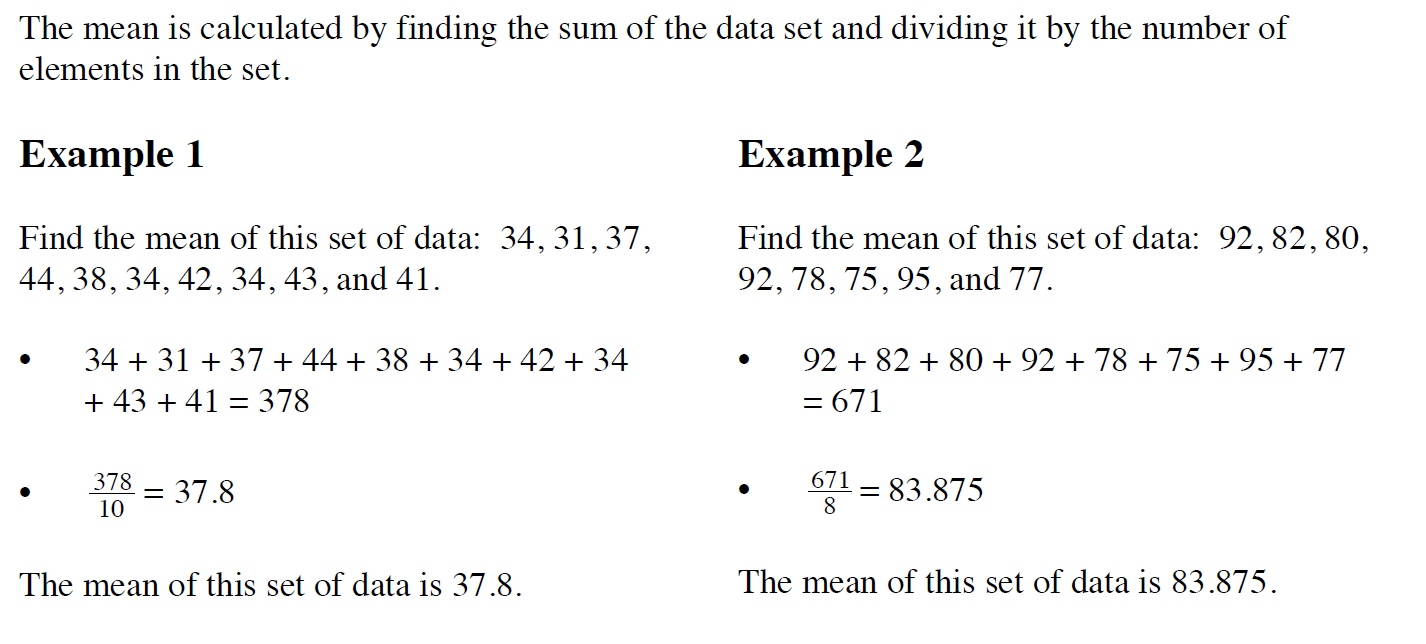 The mean is calculated by finding the sum of the data set and dividing it by the number of
elements in the set.
Example 1
Find the mean of this set of data:  34, 31, 37,
44, 38, 34, 42, 34, 43, and 41.
• 34 + 31 + 37 + 44 + 38 + 34 + 42 + 34
+ 43 + 41 = 378
• 378/10 = 37.8
The mean of this set of data is 37.8.
Example 2
Find the mean of this set of data:  92, 82, 80,
92, 78, 75, 95, and 77.
• 92 + 82 + 80 + 92 + 78 + 75 + 95 + 77
= 671
• 671/8 = 83.875
The mean of this set of data is 83.875.